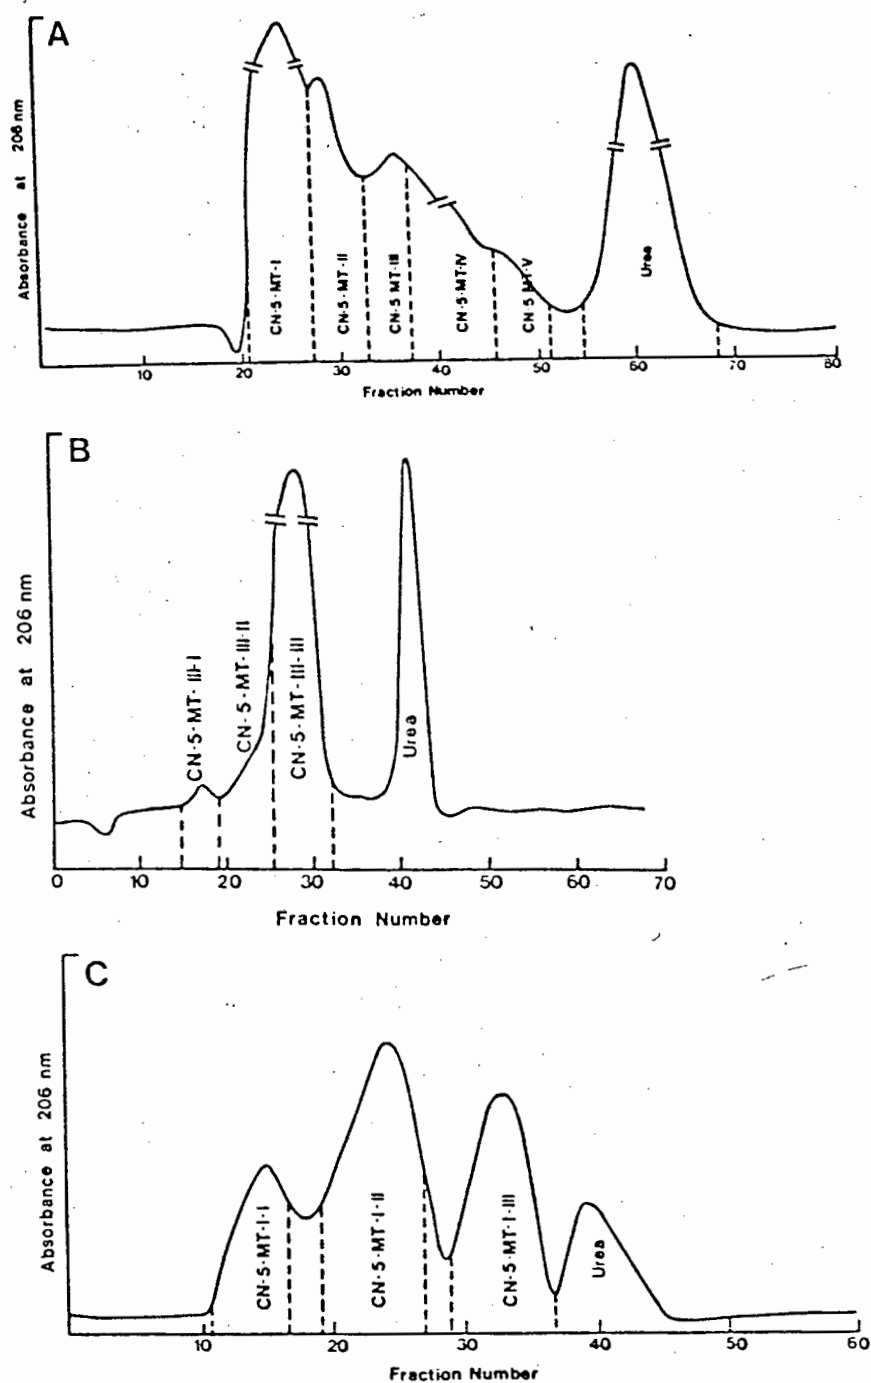 A
Absorbance at 206 nm
CN·5·MT·I
CN·5·MT·II
CN·5·MT·III
CN·5·MT·IV
CN·5·MT·V
Urea
10 20 30 40 50 60 70 80
Fraction Number
B
Absorbance at 206 nm
CN·5·MT·III·I
CN·5·MT·III·II
CN·5·MT·III·III
Urea
0 10 20 30 40 50 60 70
Fraction Number
C
Absorbance at 206 nm
CN·5·MT·I·I
CN·5·MT·I·II
CN·5·MT·I·III
Urea
10 20 30 40 50 60
Fraction Number